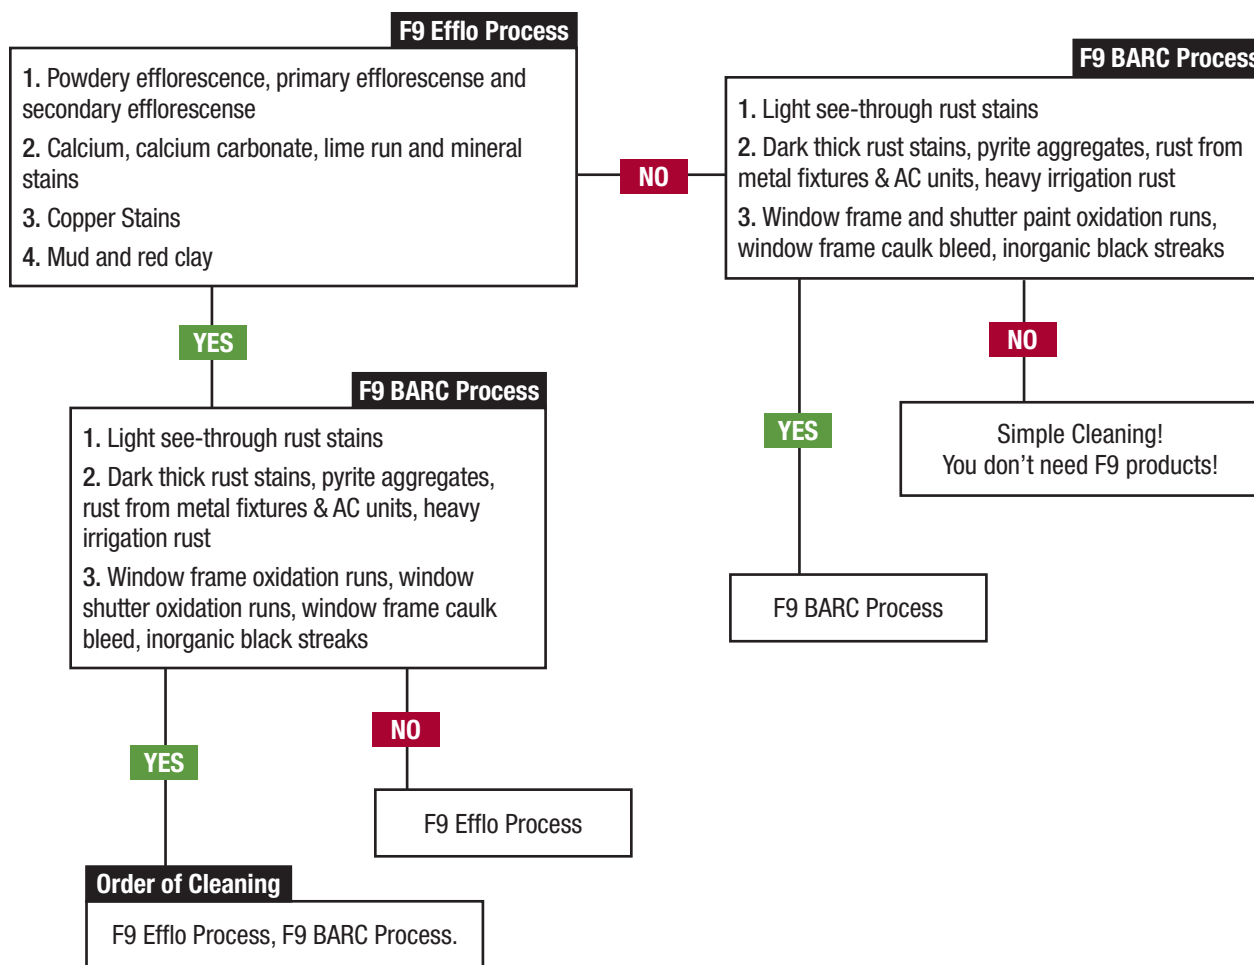 F9 Efflo Process
1. Powdery efflorescence, primary efflorescense and
secondary efflorescense
2. Calcium, calcium carbonate, lime run and mineral
stains
3. Copper Stains
4. Mud and red clay
NO
F9 BARC Process
1. Light see-through rust stains
2. Dark thick rust stains, pyrite aggregates, rust from
metal fixtures & AC units, heavy irrigation rust
3. Window frame and shutter paint oxidation runs,
window frame caulk bleed, inorganic black streaks
YES
F9 BARC Process
1. Light see-through rust stains
2. Dark thick rust stains, pyrite aggregates,
rust from metal fixtures & AC units, heavy
irrigation rust
3. Window frame oxidation runs, window
shutter oxidation runs, window frame caulk
bleed, inorganic black streaks
YES
NO
Simple Cleaning!
You don't need F9 products!
F9 BARC Process
YES
NO
F9 Efflo Process
Order of Cleaning
F9 Efflo Process, F9 BARC Process.